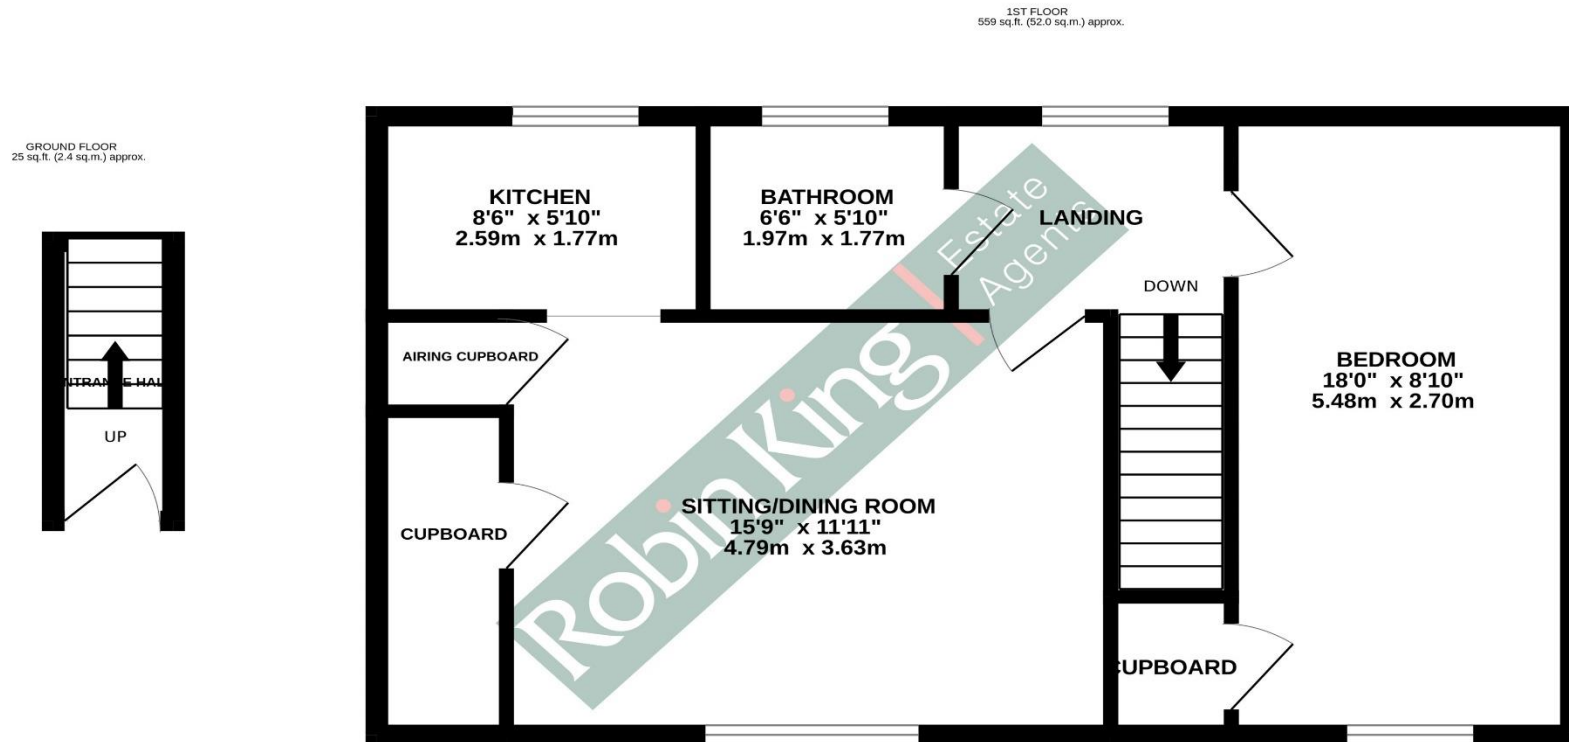 1ST FLOOR
559 sq.ft. (52.0 sq.m.) approx.
GROUND FLOOR
25 sq.ft. (2.4 sq.m.) approx.
KITCHEN
8'6" x 5'10"
2.59m x 1.77m
BATHROOM
6'6" x 5'10"
1.97m x 1.77m
LANDING
DOWN
AIRING CUPBOARD
BEDROOM
18'0" x 8'10"
5.48m x 2.70m
ENTRANCE HALL
UP
CUPBOARD
SITTING/DINING ROOM
15'9" x 11'11"
4.79m x 3.63m
CUPBOARD
Robin King
Estate
Agents